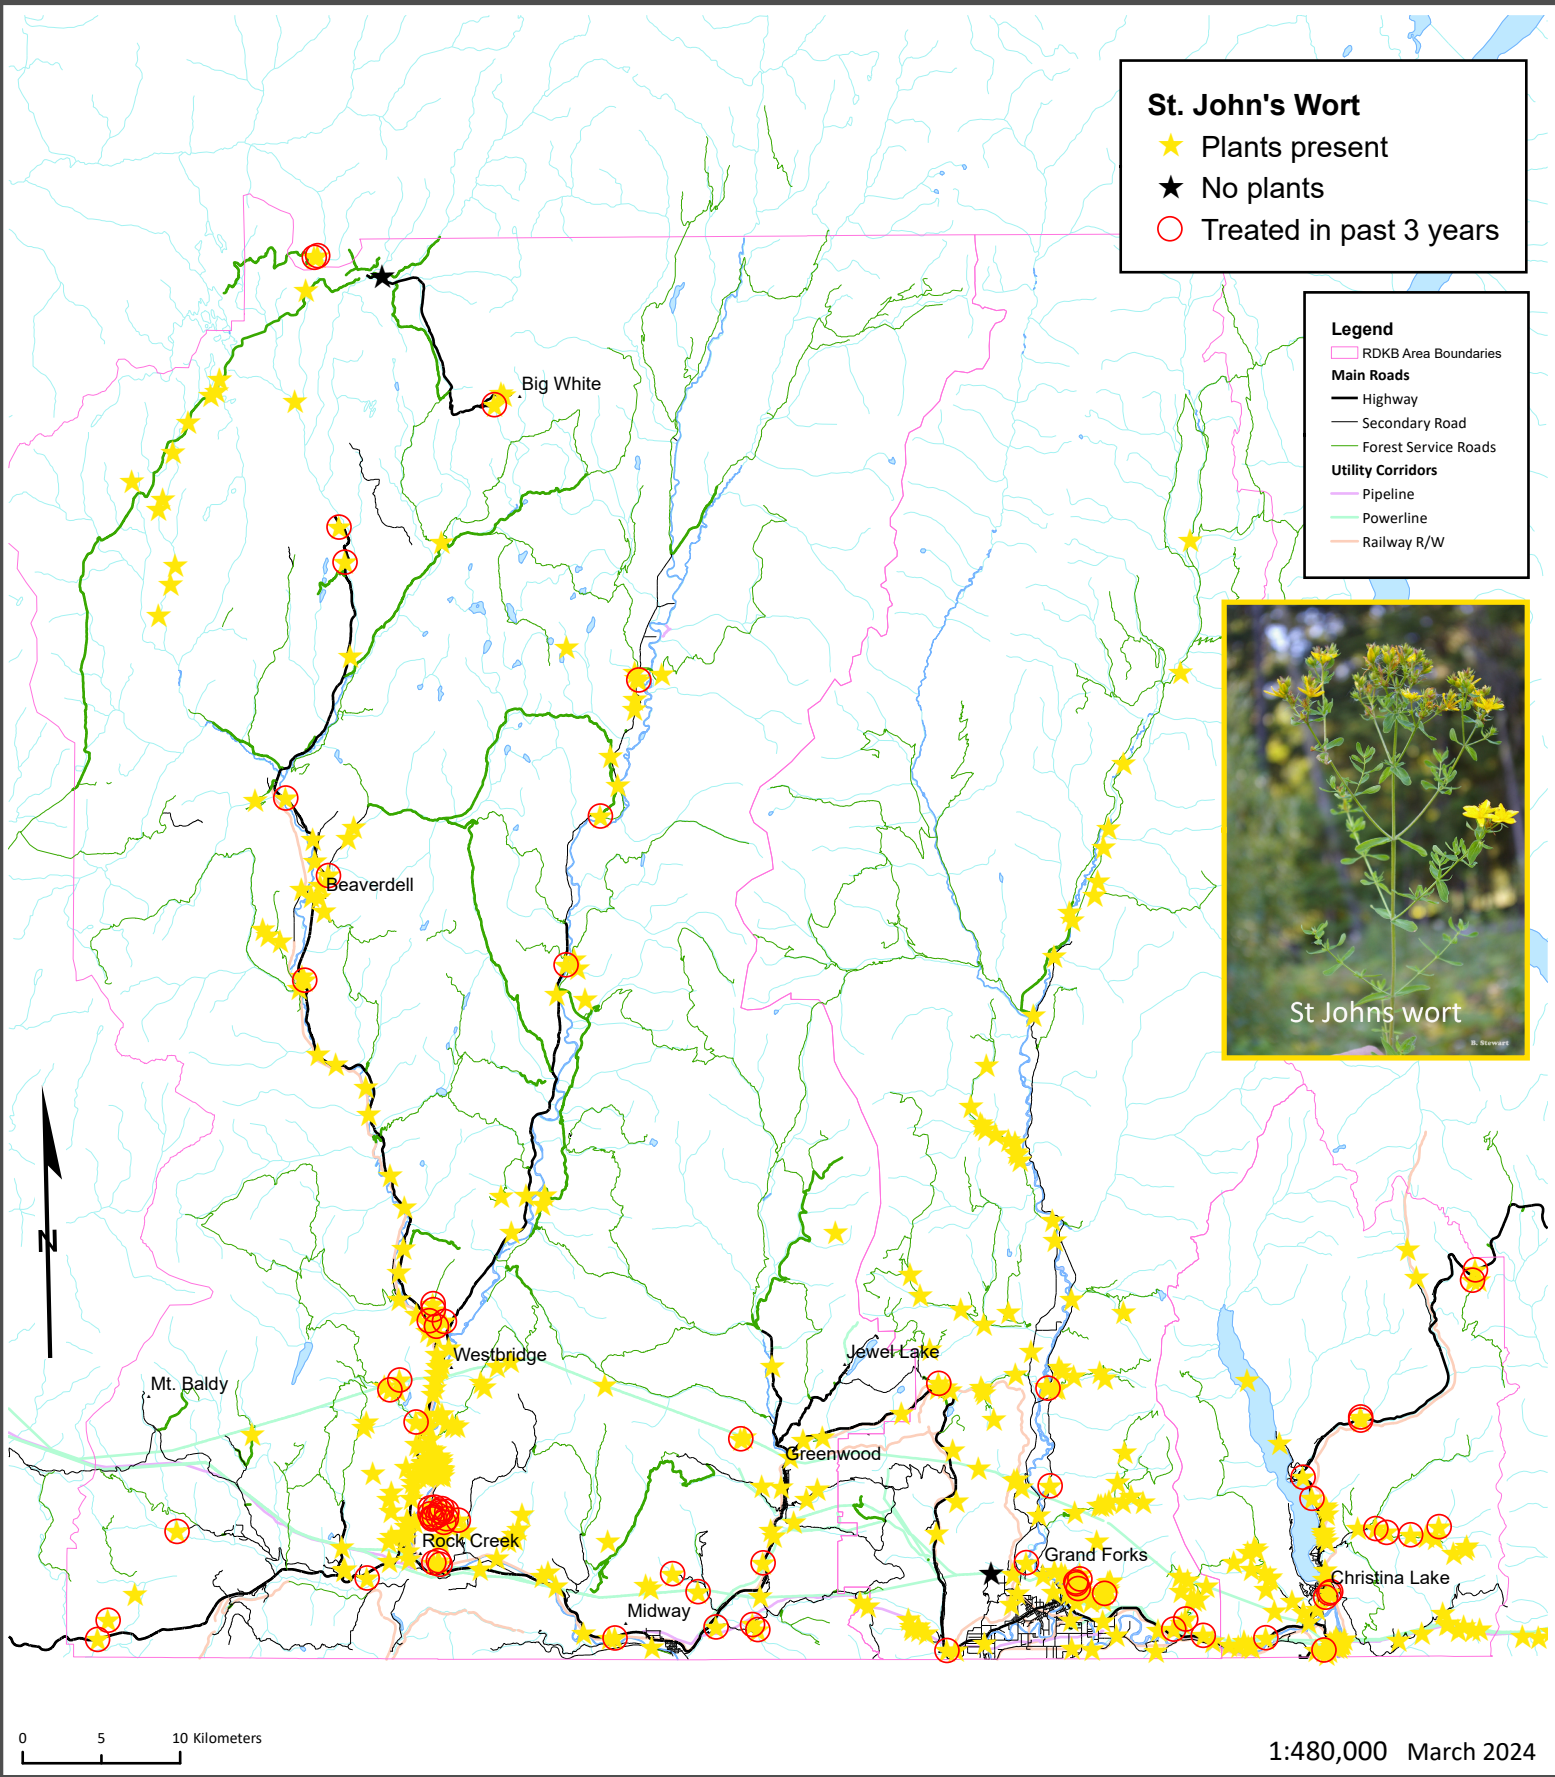 St. John's Wort
Plants present
No plants
Treated in past 3 years
Legend
RDKB Area Boundaries
Main Roads
Highway
Secondary Road
Forest Service Roads
Utility Corridors
Pipeline
Powerline
Railway R/W
Big White
Beaverdell
St Johns wort
B. Stewart
N
Westbridge
Jewel Lake
Mt. Baldy
Greenwood
Rock Creek
Grand Forks
Christina Lake
Midway
0 5 10 Kilometers
1:480,000 March 2024